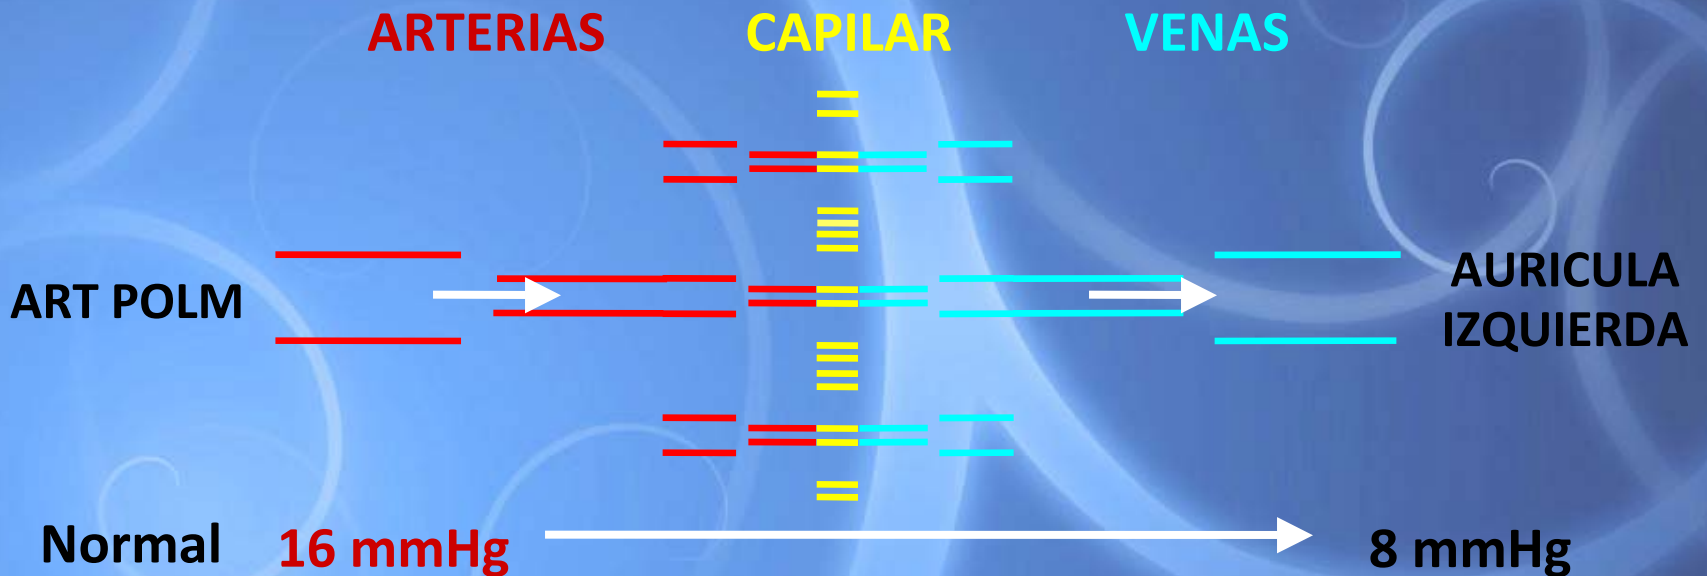 ARTERIAS CAPILAR VENAS
ART POLM
AURICULA
IZQUIERDA
Normal 16 mmHg 8 mmHg